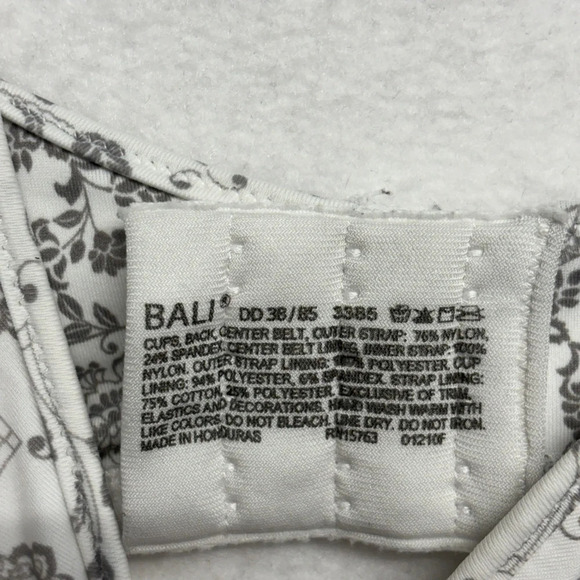 BALI® DD 38/85 3385
CUPS, BACK, CENTER BELT, OUTER STRAP: 76% NYLON,
24% SPANDEX. CENTER BELT LINING, INNER STRAP: 100%
NYLON. OUTER STRAP LINING: POLYESTER. CUP
LINING: 94% POLYESTER, 6% SPANDEX. STRAP LINING:
75% COTTON, 25% POLYESTER. EXCLUSIVE OF TRIM,
ELASTICS AND DECORATIONS. HAND WASH WARM WITH
LIKE COLORS. DO NOT BLEACH. LINE DRY. DO NOT IRON.
MADE IN HONDURAS RN15763 01210F